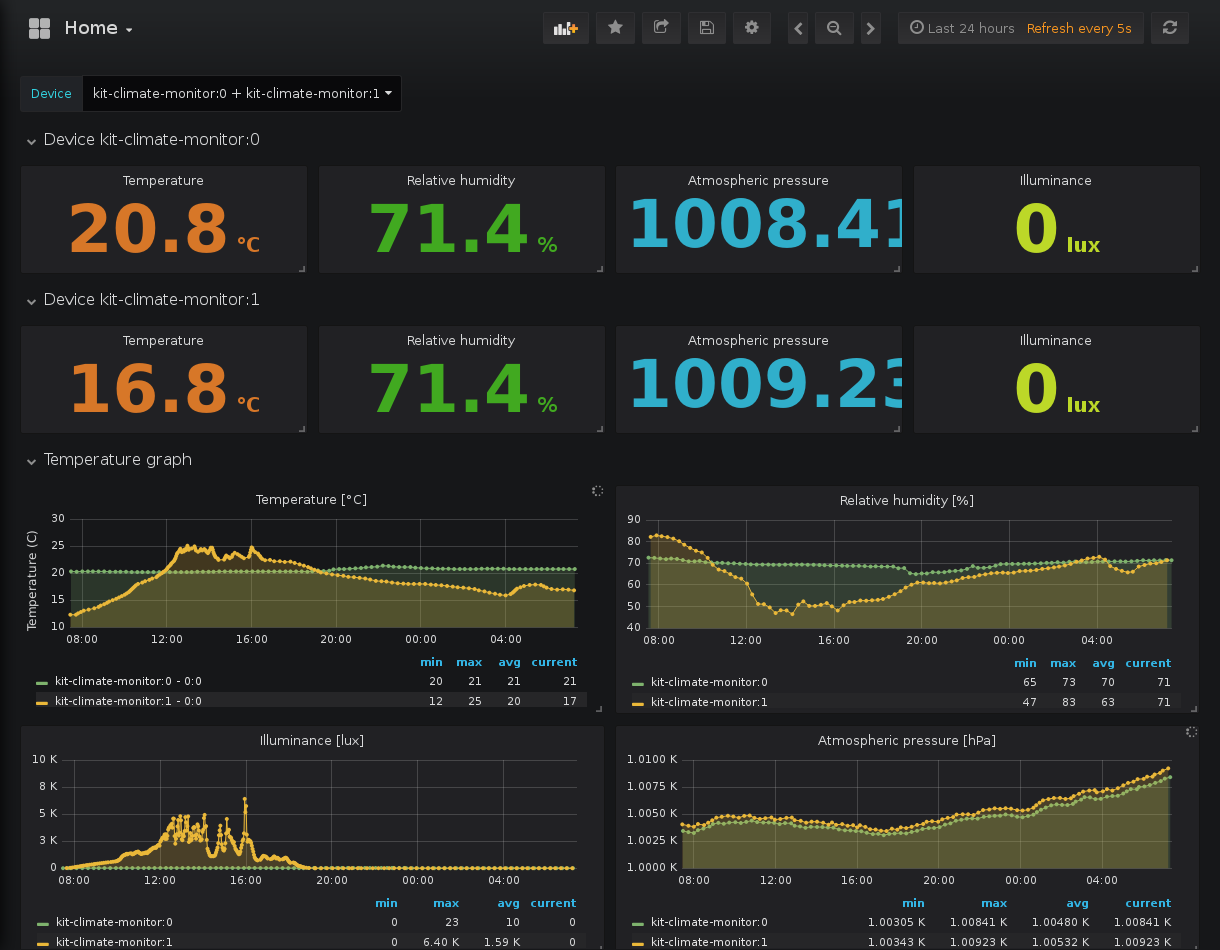 Home
Last 24 hours Refresh every 5s
Device kit-climate-monitor:0 + kit-climate-monitor:1
Device kit-climate-monitor:0
Temperature Relative humidity Atmospheric pressure Illuminance
20.8 °C 71.4 % 1008.41 0 lux
Device kit-climate-monitor:1
Temperature Relative humidity Atmospheric pressure Illuminance
16.8 °C 71.4 % 1009.23 0 lux
Temperature graph
Temperature [°C]
Temperature (C)
30
25
20
15
10
08:00 12:00 16:00 20:00 00:00 04:00
min max avg current
kit-climate-monitor:0 - 0:0 20 21 21 21
kit-climate-monitor:1 - 0:0 12 25 20 17
Relative humidity [%]
90
80
70
60
50
40
08:00 12:00 16:00 20:00 00:00 04:00
min max avg current
kit-climate-monitor:0 65 73 70 71
kit-climate-monitor:1 47 83 63 71
Illuminance [lux]
10 K
8 K
5 K
3 K
0
08:00 12:00 16:00 20:00 00:00 04:00
min max avg current
kit-climate-monitor:0 0 23 10 0
kit-climate-monitor:1 0 6.40 K 1.59 K 0
Atmospheric pressure [hPa]
1.0100 K
1.0075 K
1.0050 K
1.0025 K
1.0000 K
08:00 12:00 16:00 20:00 00:00 04:00
min max avg current
kit-climate-monitor:0 1.00305 K 1.00841 K 1.00480 K 1.00841 K
kit-climate-monitor:1 1.00343 K 1.00923 K 1.00532 K 1.00923 K